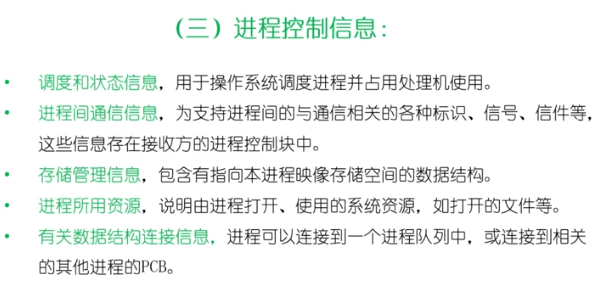 （三）进程控制信息：
• 调度和状态信息，用于操作系统调度进程并占用处理机使用。
• 进程间通信信息，为支持进程间的与通信相关的各种标识、信号、信件等，
这些信息存在接收方的进程控制块中。
• 存储管理信息，包含有指向本进程映像存储空间的数据结构。
• 进程所用资源，说明由进程打开、使用的系统资源，如打开的文件等。
• 有关数据结构连接信息，进程可以连接到一个进程队列中，或连接到相关
的其他进程的PCB。